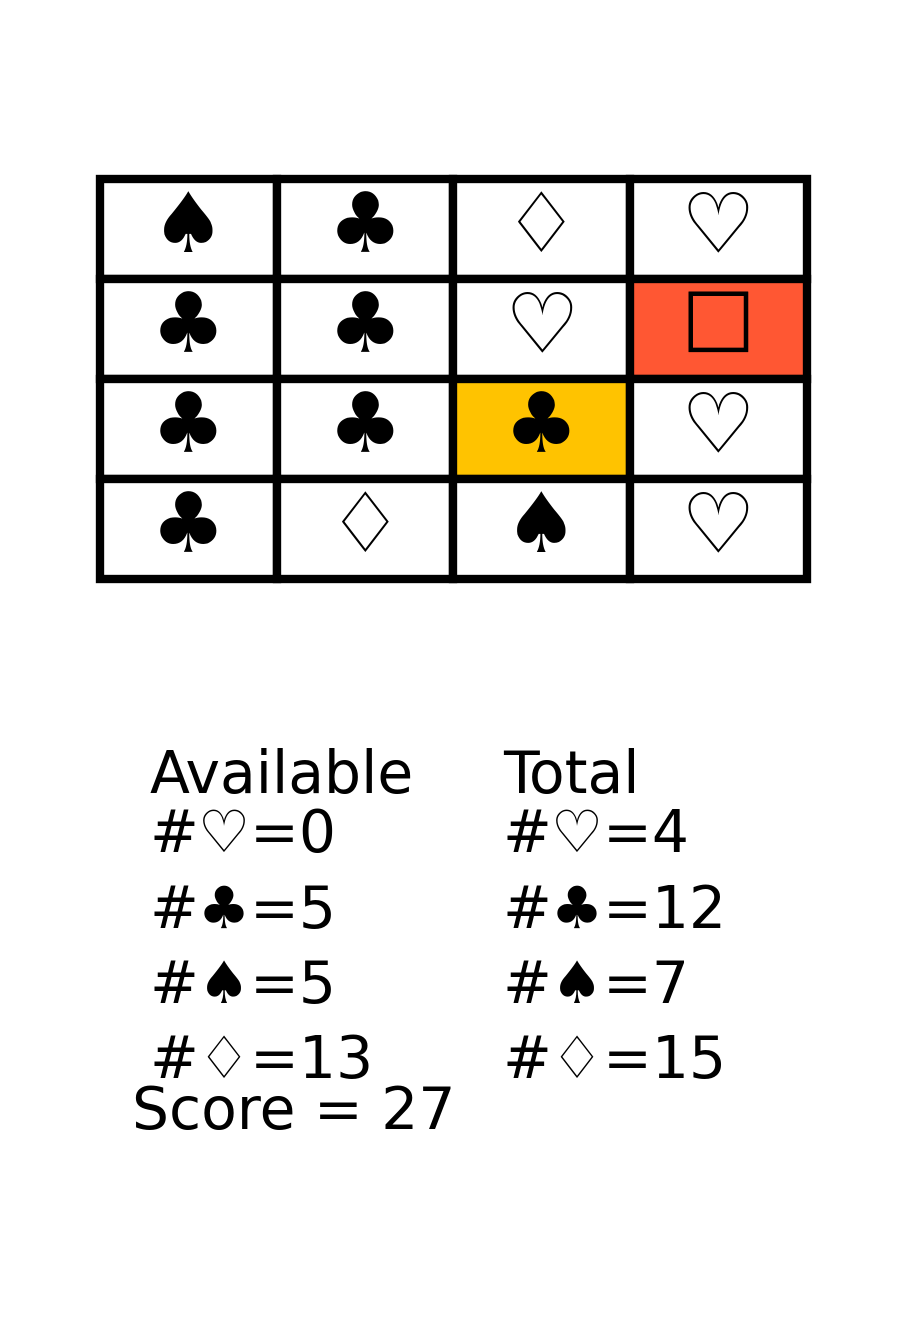 ♠ ♣ ♢ ♡
♣ ♣ ♡ □
♣ ♣ ♣ ♡
♣ ♢ ♠ ♡
Available Total
#♡=0 #♡=4
#♣=5 #♣=12
#♠=5 #♠=7
#♢=13 #♢=15
Score = 27